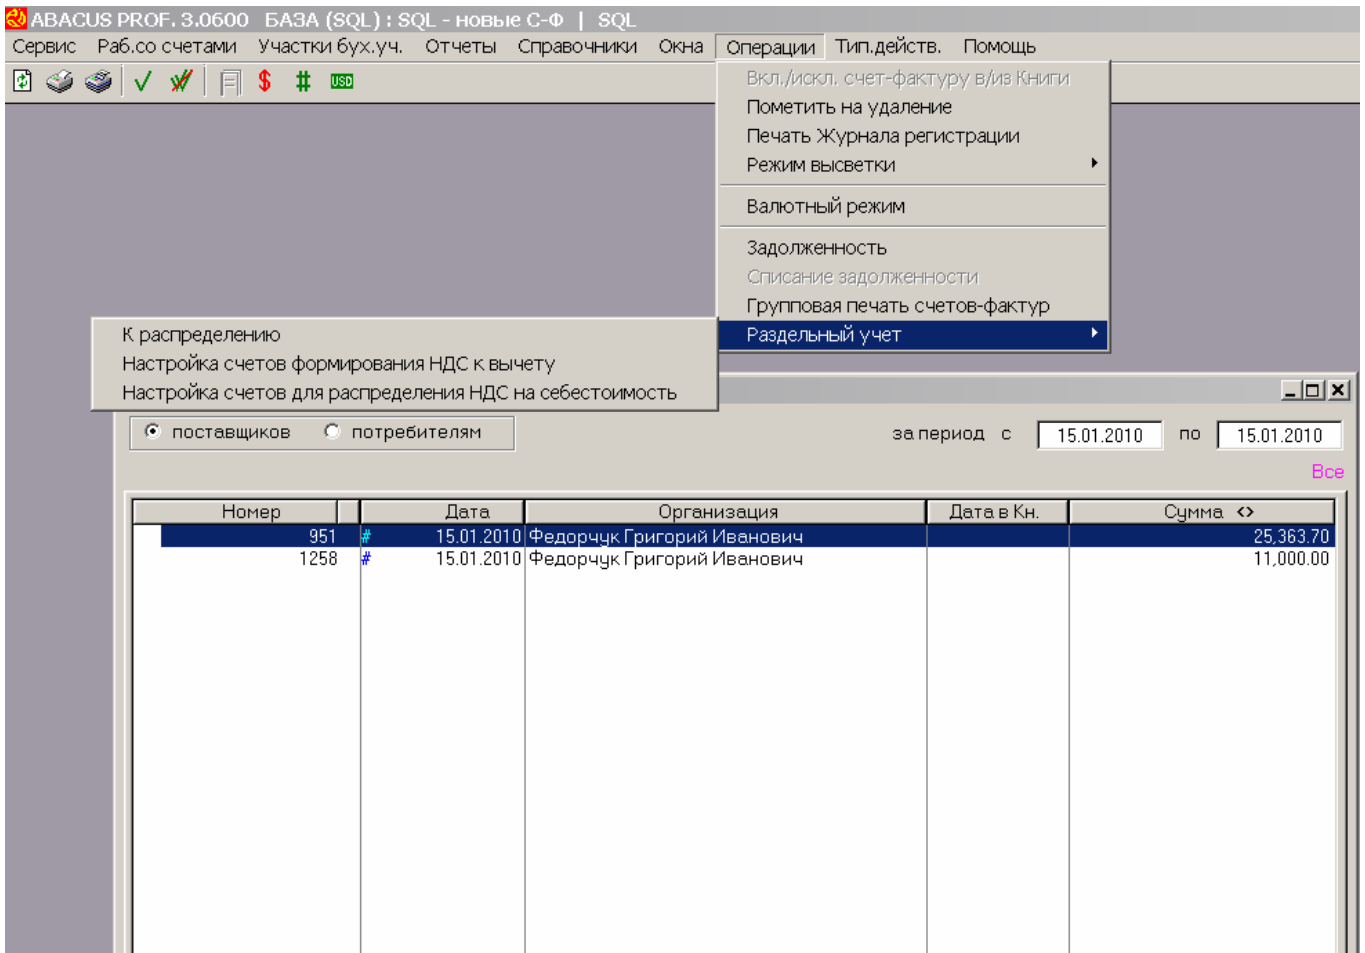 ABACUS PROF. 3.0600 БАЗА (SQL) : SQL - новые С-Ф | SQL
Сервис Раб.со счетами Участки бух.уч. Отчеты Справочники Окна Операции Тип.действ. Помощь
USD
Вкл./искл. счет-фактуру в/из Книги
Пометить на удаление
Печать Журнала регистрации
Режим высветки
Валютный режим
Задолженность
Списание задолженности
Групповая печать счетов-фактур
Раздельный учет
К распределению
Настройка счетов формирования НДС к вычету
Настройка счетов для распределения НДС на себестоимость
поставщиков потребителям за период с 15.01.2010 по 15.01.2010
Все
Номер Дата Организация Дата в Кн. Сумма <>
951 # 15.01.2010 Федорчук Григорий Иванович 25,363.70
1258 # 15.01.2010 Федорчук Григорий Иванович 11,000.00